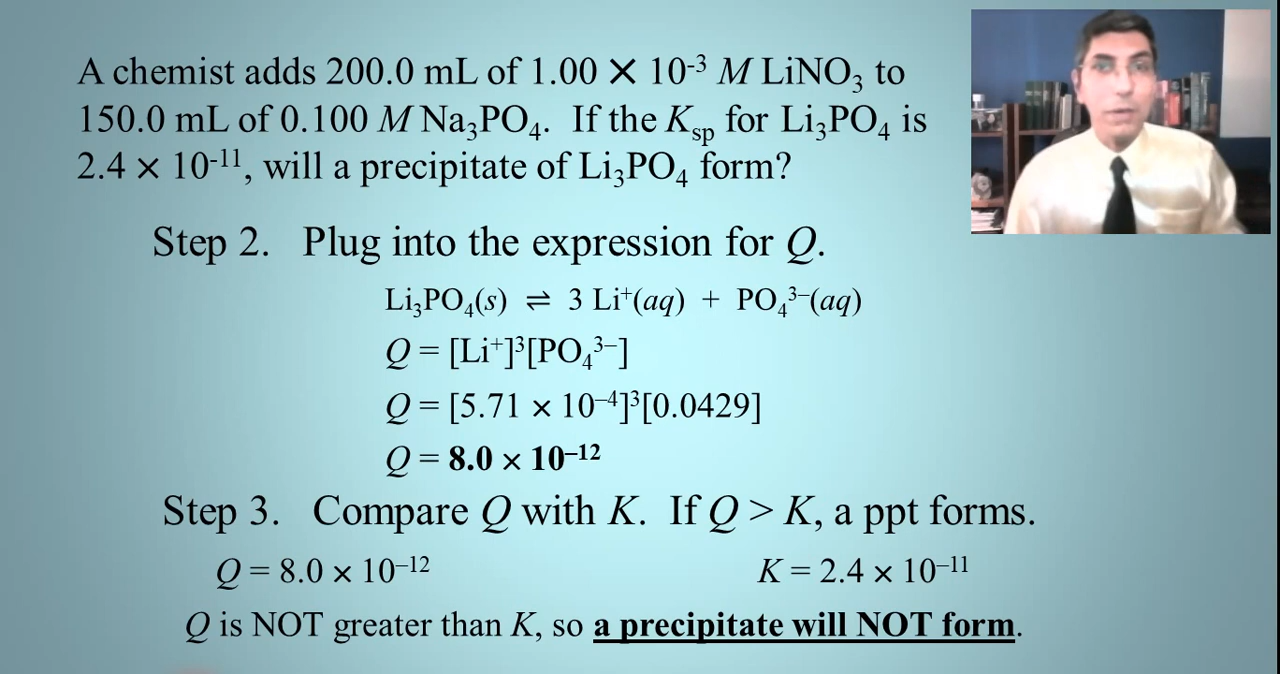 A chemist adds 200.0 mL of 1.00 × 10⁻³ M LiNO₃ to
150.0 mL of 0.100 M Na₃PO₄. If the Kₛₚ for Li₃PO₄ is
2.4 × 10⁻¹¹, will a precipitate of Li₃PO₄ form?
Step 2. Plug into the expression for Q.
Li₃PO₄(s) ⇌ 3 Li⁺(aq) + PO₄³⁻(aq)
Q = [Li⁺]³[PO₄³⁻]
Q = [5.71 × 10⁻⁴]³[0.0429]
Q = 8.0 × 10⁻¹²
Step 3. Compare Q with K. If Q > K, a ppt forms.
Q = 8.0 × 10⁻¹² K = 2.4 × 10⁻¹¹
Q is NOT greater than K, so a precipitate will NOT form.